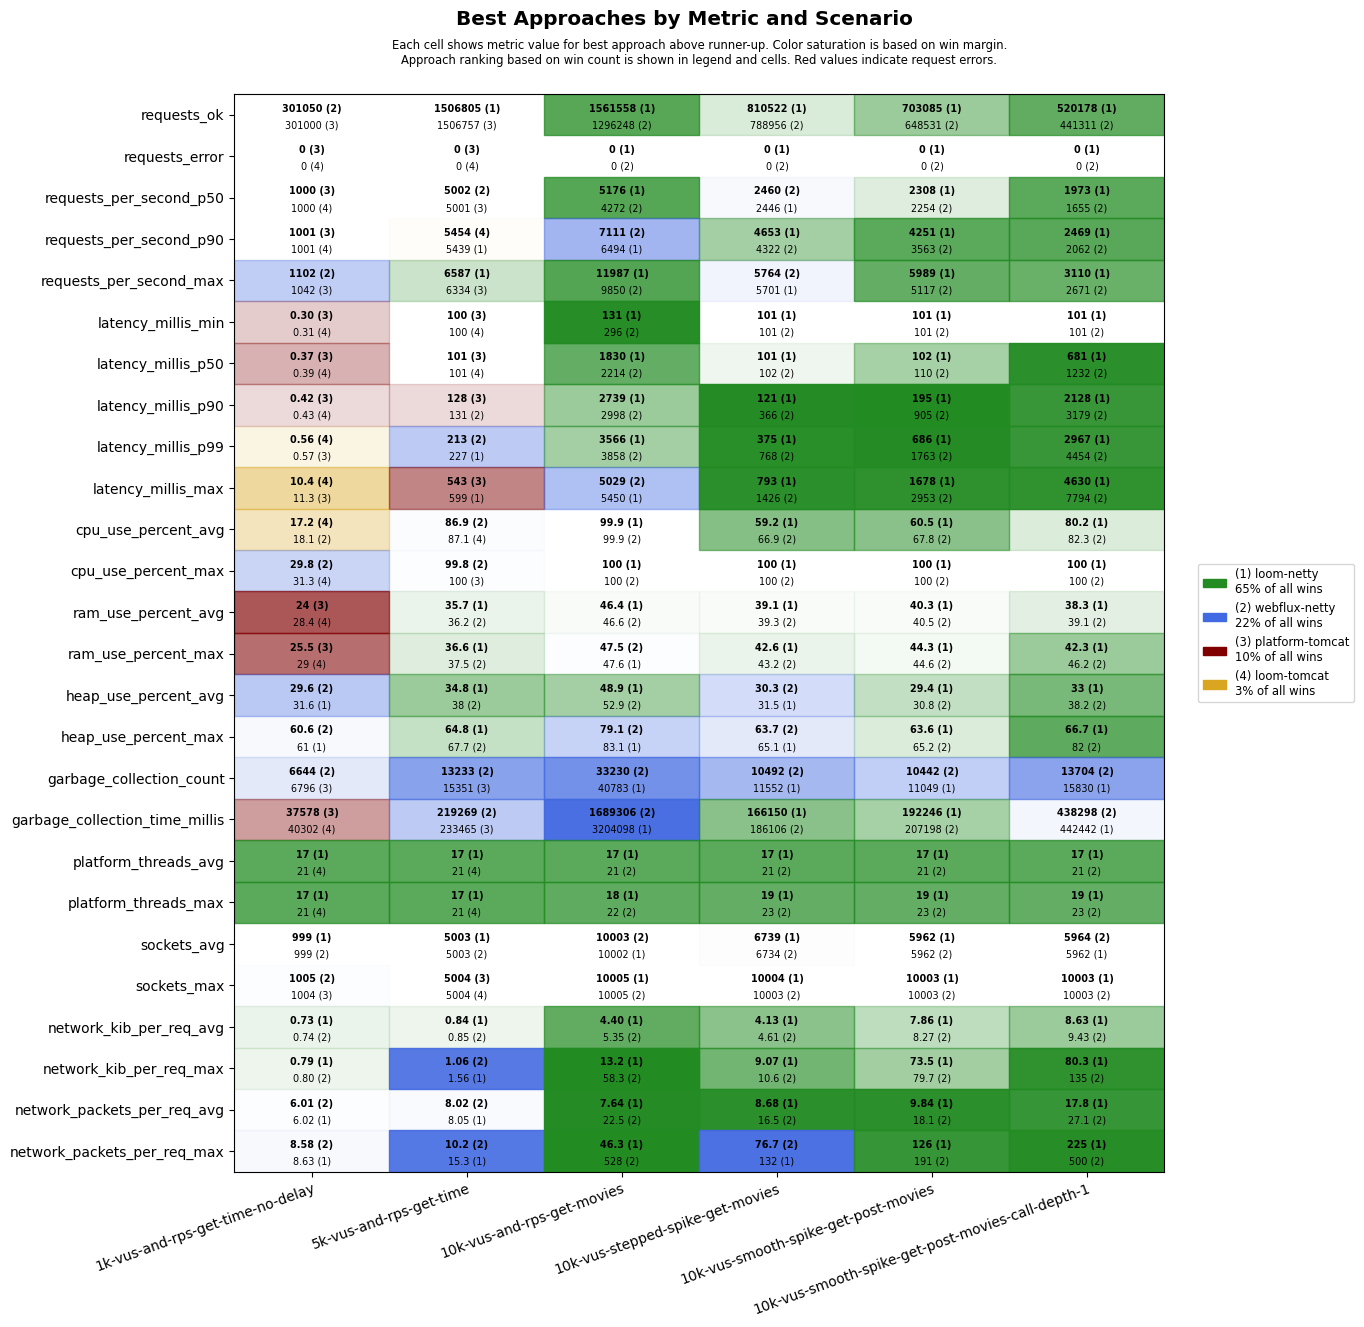 Best Approaches by Metric and Scenario
Each cell shows metric value for best approach above runner-up. Color saturation is based on win margin.
Approach ranking based on win count is shown in legend and cells. Red values indicate request errors.
requests_ok
301050 (2) 1506805 (1) 1561558 (1) 810522 (1) 703085 (1) 520178 (1)
301000 (3) 1506757 (3) 1296248 (2) 788956 (2) 648531 (2) 441311 (2)
requests_error
0 (3) 0 (3) 0 (1) 0 (1) 0 (1) 0 (1)
0 (4) 0 (4) 0 (2) 0 (2) 0 (2) 0 (2)
requests_per_second_p50
1000 (3) 5002 (2) 5176 (1) 2460 (2) 2308 (1) 1973 (1)
1000 (4) 5001 (3) 4272 (2) 2446 (1) 2254 (2) 1655 (2)
requests_per_second_p90
1001 (3) 5454 (4) 7111 (2) 4653 (1) 4251 (1) 2469 (1)
1001 (4) 5439 (1) 6494 (1) 4322 (2) 3563 (2) 2062 (2)
requests_per_second_max
1102 (2) 6587 (1) 11987 (1) 5764 (2) 5989 (1) 3110 (1)
1042 (3) 6334 (3) 9850 (2) 5701 (1) 5117 (2) 2671 (2)
latency_millis_min
0.30 (3) 100 (3) 131 (1) 101 (1) 101 (1) 101 (1)
0.31 (4) 100 (4) 296 (2) 101 (2) 101 (2) 101 (2)
latency_millis_p50
0.37 (3) 101 (3) 1830 (1) 101 (1) 102 (1) 681 (1)
0.39 (4) 101 (4) 2214 (2) 102 (2) 110 (2) 1232 (2)
latency_millis_p90
0.42 (3) 128 (3) 2739 (1) 121 (1) 195 (1) 2128 (1)
0.43 (4) 131 (2) 2998 (2) 366 (2) 905 (2) 3179 (2)
latency_millis_p99
0.56 (4) 213 (2) 3566 (1) 375 (1) 686 (1) 2967 (1)
0.57 (3) 227 (1) 3858 (2) 768 (2) 1763 (2) 4454 (2)
latency_millis_max
10.4 (4) 543 (3) 5029 (2) 793 (1) 1678 (1) 4630 (1)
11.3 (3) 599 (1) 5450 (1) 1426 (2) 2953 (2) 7794 (2)
cpu_use_percent_avg
17.2 (4) 86.9 (2) 99.9 (1) 59.2 (1) 60.5 (1) 80.2 (1)
18.1 (2) 87.1 (4) 99.9 (2) 66.9 (2) 67.8 (2) 82.3 (2)
cpu_use_percent_max
29.8 (2) 99.8 (2) 100 (1) 100 (1) 100 (1) 100 (1)
31.3 (4) 100 (3) 100 (2) 100 (2) 100 (2) 100 (2)
ram_use_percent_avg
24 (3) 35.7 (1) 46.4 (1) 39.1 (1) 40.3 (1) 38.3 (1)
28.4 (4) 36.2 (2) 46.6 (2) 39.3 (2) 40.5 (2) 39.1 (2)
ram_use_percent_max
25.5 (3) 36.6 (1) 47.5 (2) 42.6 (1) 44.3 (1) 42.3 (1)
29 (4) 37.5 (2) 47.6 (1) 43.2 (2) 44.6 (2) 46.2 (2)
heap_use_percent_avg
29.6 (2) 34.8 (1) 48.9 (1) 30.3 (2) 29.4 (1) 33 (1)
31.6 (1) 38 (2) 52.9 (2) 31.5 (1) 30.8 (2) 38.2 (2)
heap_use_percent_max
60.6 (2) 64.8 (1) 79.1 (2) 63.7 (2) 63.6 (1) 66.7 (1)
61 (1) 67.7 (2) 83.1 (1) 65.1 (1) 65.2 (2) 82 (2)
garbage_collection_count
6644 (2) 13233 (2) 33230 (2) 10492 (2) 10442 (2) 13704 (2)
6796 (3) 15351 (3) 40783 (1) 11552 (1) 11049 (1) 15830 (1)
garbage_collection_time_millis
37578 (3) 219269 (2) 1689306 (2) 166150 (1) 192246 (1) 438298 (2)
40302 (4) 233465 (3) 3204098 (1) 186106 (2) 207198 (2) 442442 (1)
platform_threads_avg
17 (1) 17 (1) 17 (1) 17 (1) 17 (1) 17 (1)
21 (4) 21 (4) 21 (2) 21 (2) 21 (2) 21 (2)
platform_threads_max
17 (1) 17 (1) 18 (1) 19 (1) 19 (1) 19 (1)
21 (4) 21 (4) 22 (2) 23 (2) 23 (2) 23 (2)
sockets_avg
999 (1) 5003 (1) 10003 (2) 6739 (1) 5962 (1) 5964 (2)
999 (2) 5003 (2) 10002 (1) 6734 (2) 5962 (2) 5962 (1)
sockets_max
1005 (2) 5004 (3) 10005 (1) 10004 (1) 10003 (1) 10003 (1)
1004 (3) 5004 (4) 10005 (2) 10003 (2) 10003 (2) 10003 (2)
network_kib_per_req_avg
0.73 (1) 0.84 (1) 4.40 (1) 4.13 (1) 7.86 (1) 8.63 (1)
0.74 (2) 0.85 (2) 5.35 (2) 4.61 (2) 8.27 (2) 9.43 (2)
network_kib_per_req_max
0.79 (1) 1.06 (2) 13.2 (1) 9.07 (1) 73.5 (1) 80.3 (1)
0.80 (2) 1.56 (1) 58.3 (2) 10.6 (2) 79.7 (2) 135 (2)
network_packets_per_req_avg
6.01 (2) 8.02 (2) 7.64 (1) 8.68 (1) 9.84 (1) 17.8 (1)
6.02 (1) 8.05 (1) 22.5 (2) 16.5 (2) 18.1 (2) 27.1 (2)
network_packets_per_req_max
8.58 (2) 10.2 (2) 46.3 (1) 76.7 (2) 126 (1) 225 (1)
8.63 (1) 15.3 (1) 528 (2) 132 (1) 191 (2) 500 (2)
1k-vus-and-rps-get-time-no-delay
5k-vus-and-rps-get-time
10k-vus-and-rps-get-movies
10k-vus-stepped-spike-get-movies
10k-vus-smooth-spike-get-post-movies
10k-vus-smooth-spike-get-post-movies-call-depth-1
(1) loom-netty
65% of all wins
(2) webflux-netty
22% of all wins
(3) platform-tomcat
10% of all wins
(4) loom-tomcat
3% of all wins